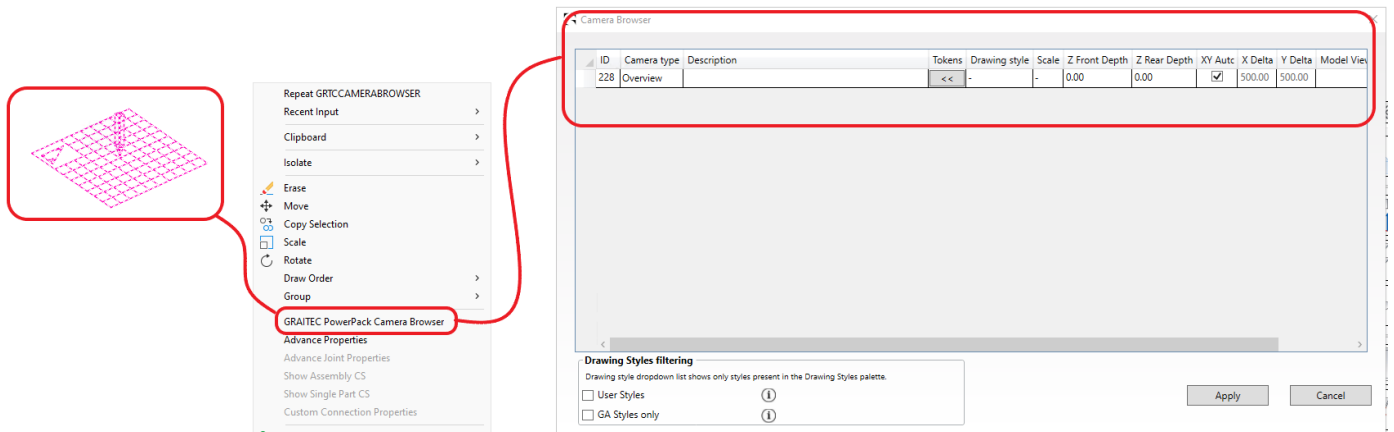 Repeat GRTCCAMERABROWSER
Recent Input
Clipboard
Isolate
Erase
Move
Copy Selection
Scale
Rotate
Draw Order
Group
GRAITEC PowerPack Camera Browser
Advance Properties
Advance Joint Properties
Show Assembly CS
Show Single Part CS
Custom Connection Properties
Camera Browser
ID Camera type Description Tokens Drawing style Scale Z Front Depth Z Rear Depth XY Autc X Delta Y Delta Model View
228 Overview << - - 0.00 0.00 500.00 500.00
Drawing Styles filtering
Drawing style dropdown list shows only styles present in the Drawing Styles palette.
User Styles
GA Styles only
Apply Cancel